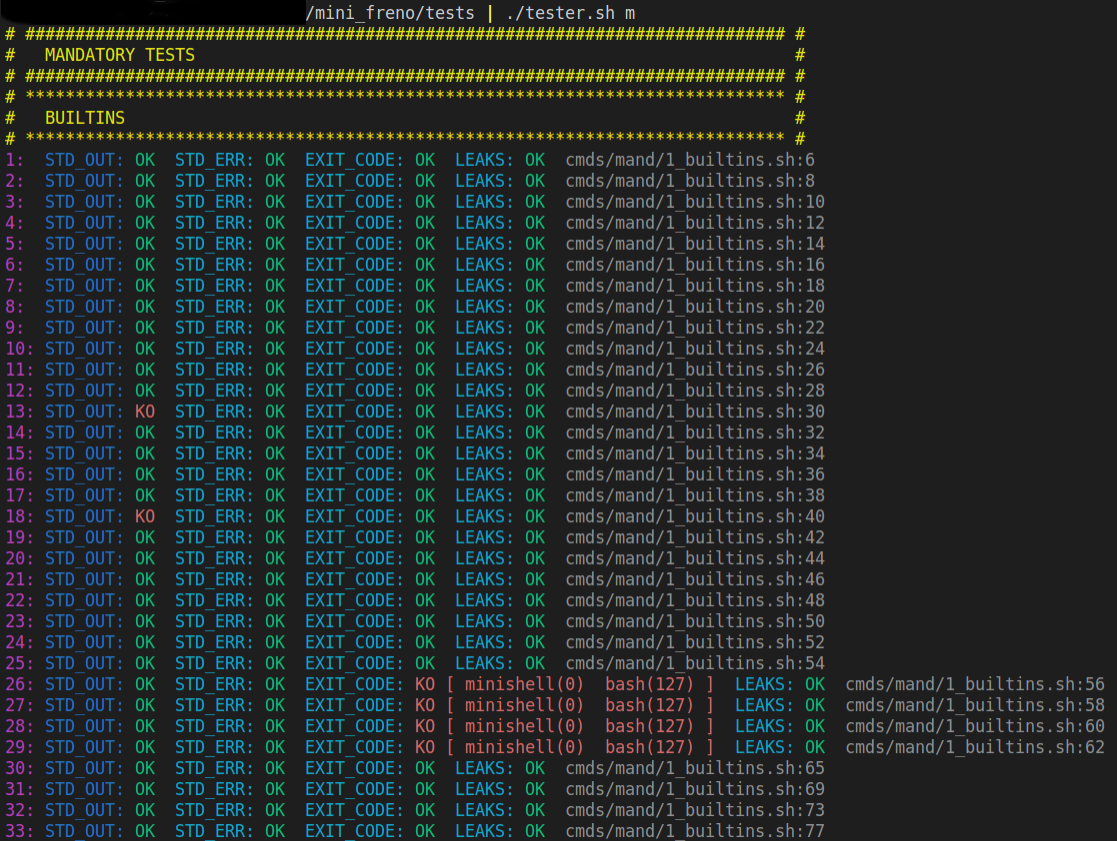 /mini_freno/tests | ./tester.sh m
# ############################################################################ #
#   MANDATORY TESTS                                                            #
# ############################################################################ #
# **************************************************************************** #
#   BUILTINS                                                                   #
# **************************************************************************** #
1:  STD_OUT: OK  STD_ERR: OK  EXIT_CODE: OK  LEAKS: OK  cmds/mand/1_builtins.sh:6
2:  STD_OUT: OK  STD_ERR: OK  EXIT_CODE: OK  LEAKS: OK  cmds/mand/1_builtins.sh:8
3:  STD_OUT: OK  STD_ERR: OK  EXIT_CODE: OK  LEAKS: OK  cmds/mand/1_builtins.sh:10
4:  STD_OUT: OK  STD_ERR: OK  EXIT_CODE: OK  LEAKS: OK  cmds/mand/1_builtins.sh:12
5:  STD_OUT: OK  STD_ERR: OK  EXIT_CODE: OK  LEAKS: OK  cmds/mand/1_builtins.sh:14
6:  STD_OUT: OK  STD_ERR: OK  EXIT_CODE: OK  LEAKS: OK  cmds/mand/1_builtins.sh:16
7:  STD_OUT: OK  STD_ERR: OK  EXIT_CODE: OK  LEAKS: OK  cmds/mand/1_builtins.sh:18
8:  STD_OUT: OK  STD_ERR: OK  EXIT_CODE: OK  LEAKS: OK  cmds/mand/1_builtins.sh:20
9:  STD_OUT: OK  STD_ERR: OK  EXIT_CODE: OK  LEAKS: OK  cmds/mand/1_builtins.sh:22
10: STD_OUT: OK  STD_ERR: OK  EXIT_CODE: OK  LEAKS: OK  cmds/mand/1_builtins.sh:24
11: STD_OUT: OK  STD_ERR: OK  EXIT_CODE: OK  LEAKS: OK  cmds/mand/1_builtins.sh:26
12: STD_OUT: OK  STD_ERR: OK  EXIT_CODE: OK  LEAKS: OK  cmds/mand/1_builtins.sh:28
13: STD_OUT: KO  STD_ERR: OK  EXIT_CODE: OK  LEAKS: OK  cmds/mand/1_builtins.sh:30
14: STD_OUT: OK  STD_ERR: OK  EXIT_CODE: OK  LEAKS: OK  cmds/mand/1_builtins.sh:32
15: STD_OUT: OK  STD_ERR: OK  EXIT_CODE: OK  LEAKS: OK  cmds/mand/1_builtins.sh:34
16: STD_OUT: OK  STD_ERR: OK  EXIT_CODE: OK  LEAKS: OK  cmds/mand/1_builtins.sh:36
17: STD_OUT: OK  STD_ERR: OK  EXIT_CODE: OK  LEAKS: OK  cmds/mand/1_builtins.sh:38
18: STD_OUT: KO  STD_ERR: OK  EXIT_CODE: OK  LEAKS: OK  cmds/mand/1_builtins.sh:40
19: STD_OUT: OK  STD_ERR: OK  EXIT_CODE: OK  LEAKS: OK  cmds/mand/1_builtins.sh:42
20: STD_OUT: OK  STD_ERR: OK  EXIT_CODE: OK  LEAKS: OK  cmds/mand/1_builtins.sh:44
21: STD_OUT: OK  STD_ERR: OK  EXIT_CODE: OK  LEAKS: OK  cmds/mand/1_builtins.sh:46
22: STD_OUT: OK  STD_ERR: OK  EXIT_CODE: OK  LEAKS: OK  cmds/mand/1_builtins.sh:48
23: STD_OUT: OK  STD_ERR: OK  EXIT_CODE: OK  LEAKS: OK  cmds/mand/1_builtins.sh:50
24: STD_OUT: OK  STD_ERR: OK  EXIT_CODE: OK  LEAKS: OK  cmds/mand/1_builtins.sh:52
25: STD_OUT: OK  STD_ERR: OK  EXIT_CODE: OK  LEAKS: OK  cmds/mand/1_builtins.sh:54
26: STD_OUT: OK  STD_ERR: OK  EXIT_CODE: KO [ minishell(0)  bash(127) ]  LEAKS: OK  cmds/mand/1_builtins.sh:56
27: STD_OUT: OK  STD_ERR: OK  EXIT_CODE: KO [ minishell(0)  bash(127) ]  LEAKS: OK  cmds/mand/1_builtins.sh:58
28: STD_OUT: OK  STD_ERR: OK  EXIT_CODE: KO [ minishell(0)  bash(127) ]  LEAKS: OK  cmds/mand/1_builtins.sh:60
29: STD_OUT: OK  STD_ERR: OK  EXIT_CODE: KO [ minishell(0)  bash(127) ]  LEAKS: OK  cmds/mand/1_builtins.sh:62
30: STD_OUT: OK  STD_ERR: OK  EXIT_CODE: OK  LEAKS: OK  cmds/mand/1_builtins.sh:65
31: STD_OUT: OK  STD_ERR: OK  EXIT_CODE: OK  LEAKS: OK  cmds/mand/1_builtins.sh:69
32: STD_OUT: OK  STD_ERR: OK  EXIT_CODE: OK  LEAKS: OK  cmds/mand/1_builtins.sh:73
33: STD_OUT: OK  STD_ERR: OK  EXIT_CODE: OK  LEAKS: OK  cmds/mand/1_builtins.sh:77